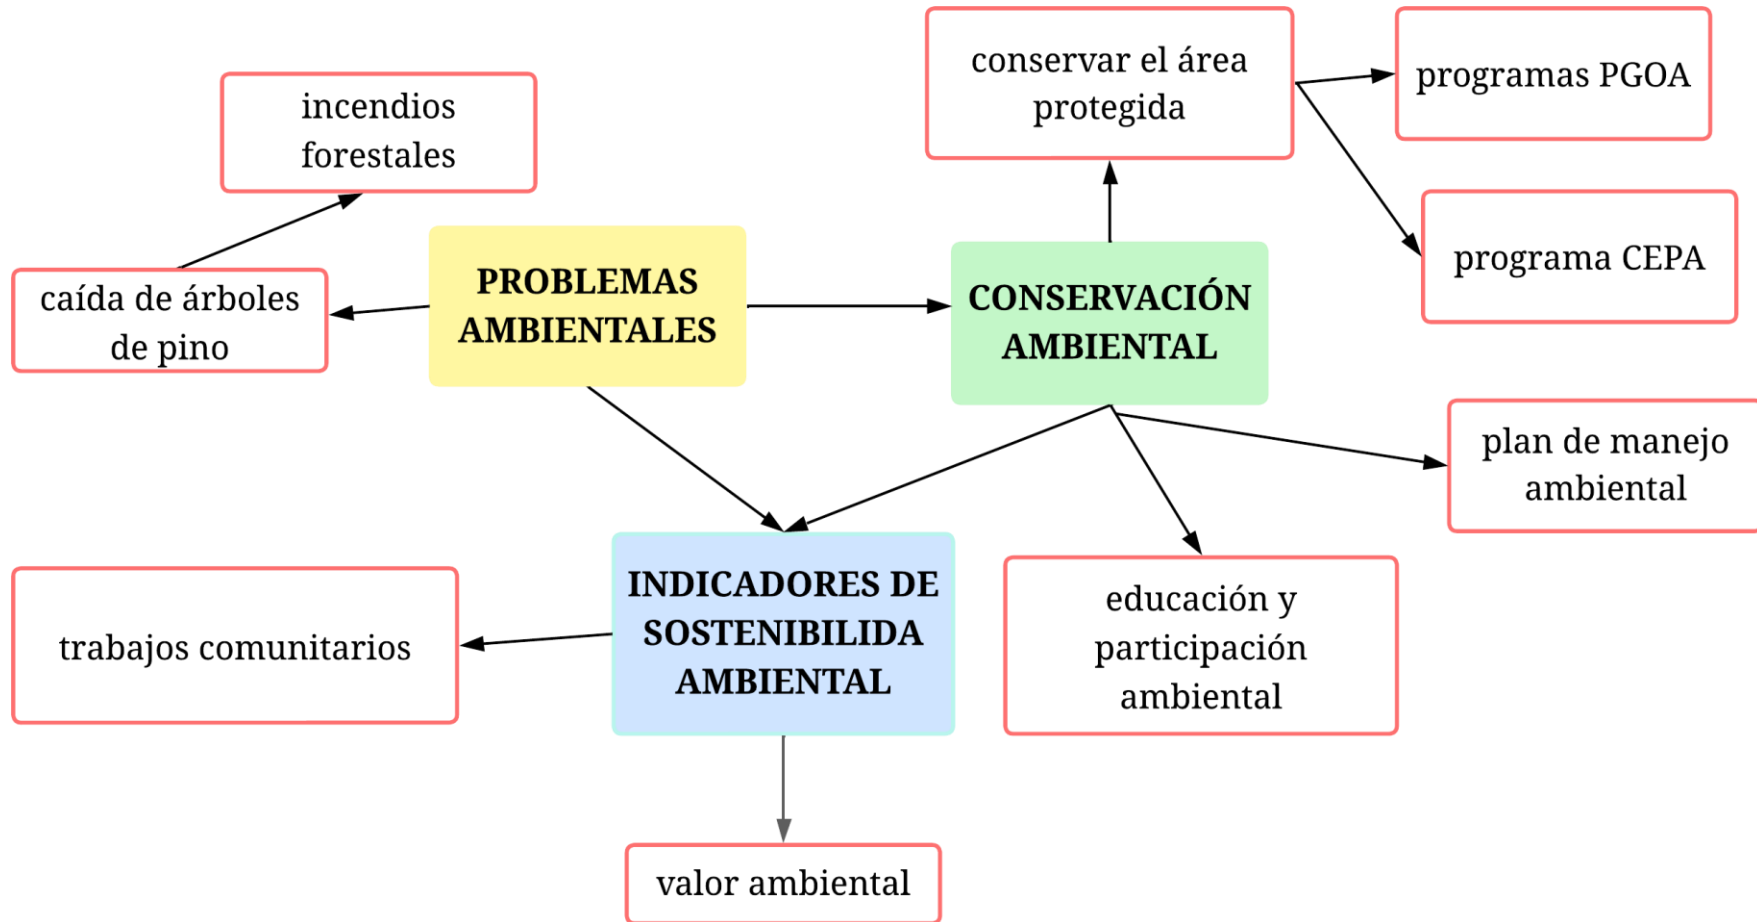 conservar el área
protegida
programas PGOA
incendios
forestales
programa CEPA
PROBLEMAS
AMBIENTALES
CONSERVACIÓN
AMBIENTAL
caída de árboles
de pino
plan de manejo
ambiental
INDICADORES DE
SOSTENIBILIDA
AMBIENTAL
educación y
participación
ambiental
trabajos comunitarios
valor ambiental